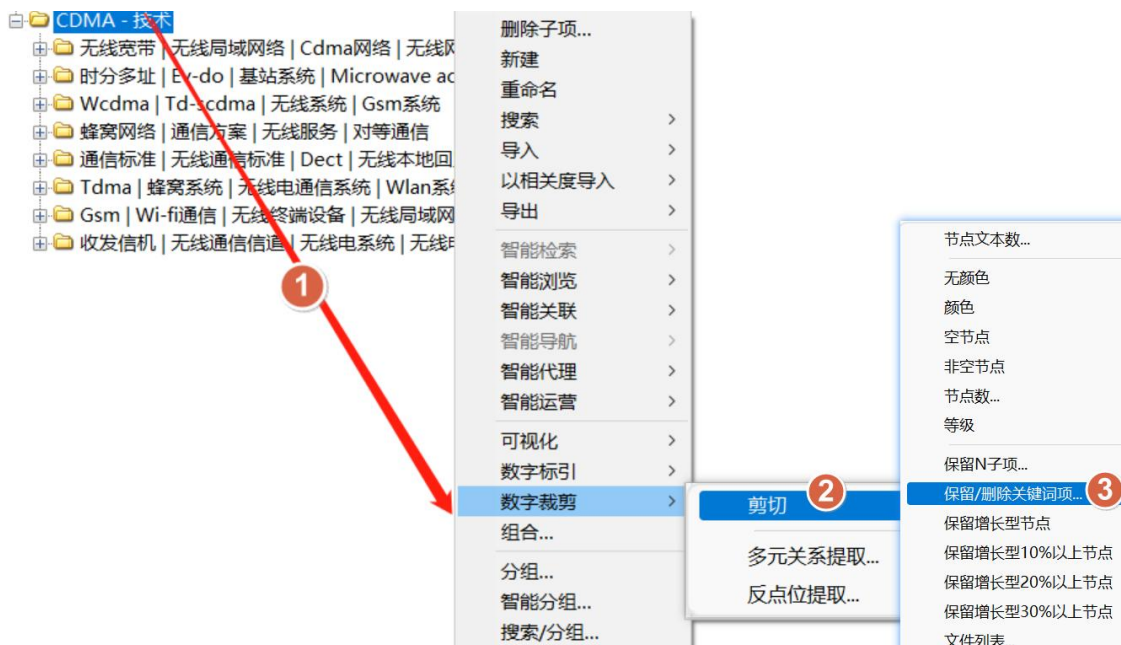 CDMA - 技术
无线宽带 | 无线局域网络 | Cdma网络 | 无线网
时分多址 | Ev-do | 基站系统 | Microwave ac
Wcdma | Td-scdma | 无线系统 | Gsm系统
蜂窝网络 | 通信方案 | 无线服务 | 对等通信
通信标准 | 无线通信标准 | Dect | 无线本地回
Tdma | 蜂窝系统 | 无线电通信系统 | Wlan系
Gsm | Wi-fi通信 | 无线终端设备 | 无线局域网
收发信机 | 无线通信信道 | 无线电系统 | 无线
1
删除子项...
新建
重命名
搜索
导入
以相关度导入
导出
智能检索
智能浏览
智能关联
智能导航
智能代理
智能运营
可视化
数字标引
数字裁剪
组合...
分组...
智能分组...
搜索/分组...
剪切
2
多元关系提取...
反点位提取...
节点文本数...
无颜色
颜色
空节点
非空节点
节点数...
等级
保留N子项...
保留/删除关键词项...
3
保留增长型节点
保留增长型10%以上节点
保留增长型20%以上节点
保留增长型30%以上节点
文件列表